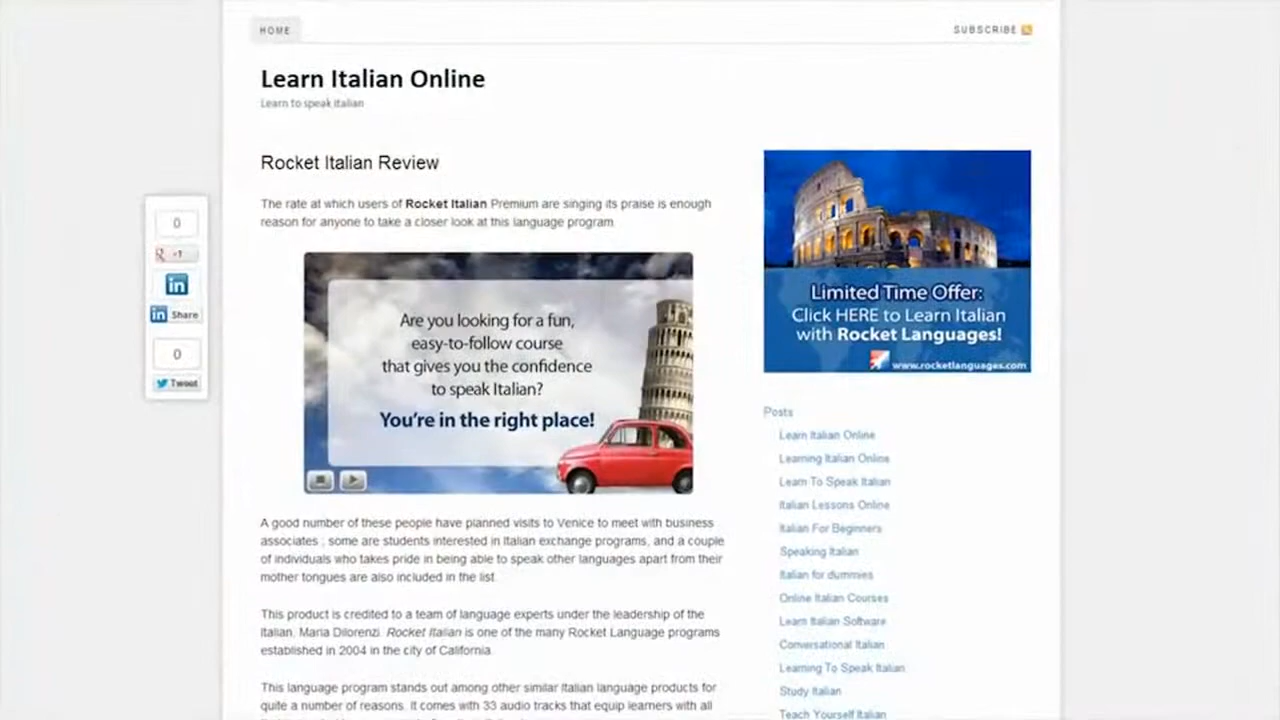 HOME
SUBSCRIBE
Learn Italian Online
Learn to speak italian
Rocket Italian Review
The rate at which users of Rocket Italian Premium are singing its praise is enough
reason for anyone to take a closer look at this language program
0
+1
in
in Share
0
Tweet
Are you looking for a fun,
easy-to-follow course
that gives you the confidence
to speak Italian?
You're in the right place!
A good number of these people have planned visits to Venice to meet with business
associates ; some are students interested in Italian exchange programs, and a couple
of individuals who takes pride in being able to speak other languages apart from their
mother tongues are also included in the list.
This product is credited to a team of language experts under the leadership of the
Italian, Maria Dilorenzi. Rocket Italian is one of the many Rocket Language programs
established in 2004 in the city of California.
This language program stands out among other similar Italian language products for
quite a number of reasons. It comes with 33 audio tracks that equip learners with all
Limited Time Offer:
Click HERE to Learn Italian
with Rocket Languages!
www.rocketlanguages.com
Posts
Learn Italian Online
Learning Italian Online
Learn To Speak Italian
Italian Lessons Online
Italian For Beginners
Speaking Italian
Italian for dummies
Online Italian Courses
Learn Italian Software
Conversational Italian
Learning To Speak Italian
Study Italian
Teach Yourself Italian